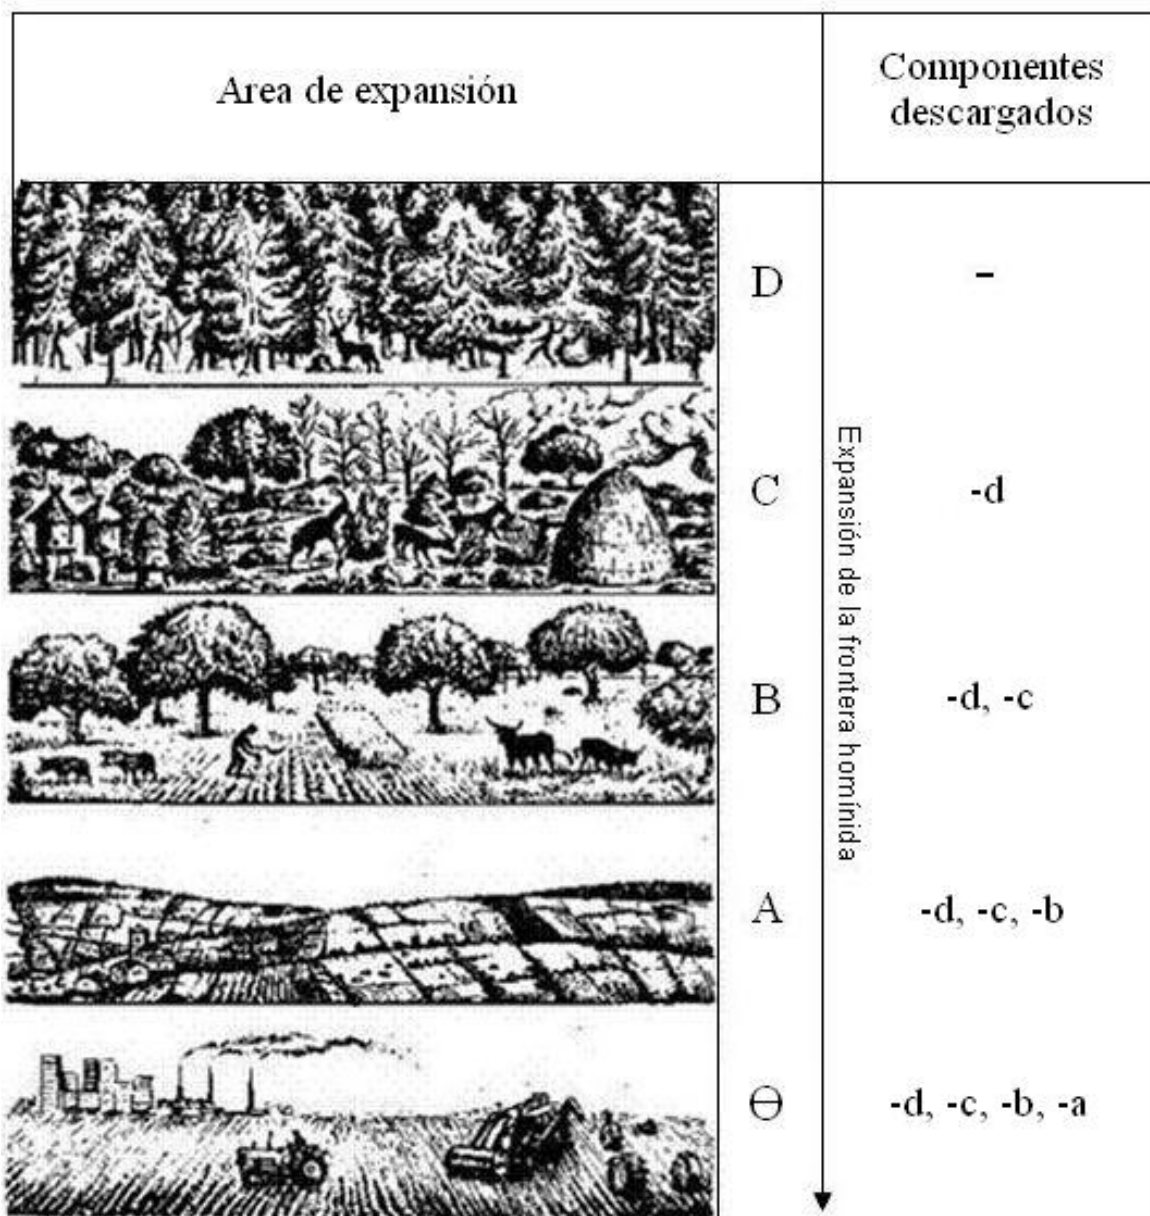 Area de expansión
Componentes
descargados
D
-
C
-d
B
-d, -c
A
-d, -c, -b
Θ
-d, -c, -b, -a
Expansión de la frontera homínida